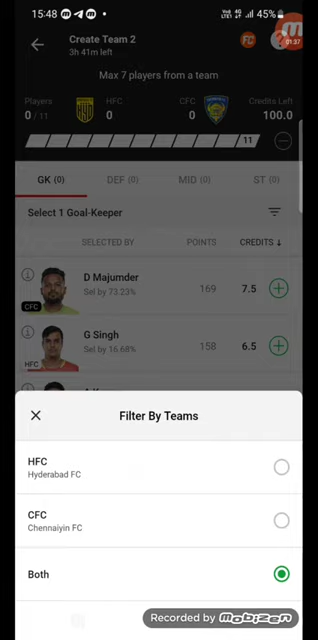 15:48 45%
Create Team 2
3h 41m left
01:37
Max 7 players from a team
Players HFC CFC Credits Left
0 / 11 0 0 100.0
11
GK (0) DEF (0) MID (0) ST (0)
Select 1 Goal-Keeper
SELECTED BY POINTS CREDITS ↓
D Majumder
Sel by 73.23% 169 7.5
CFC
G Singh
Sel by 16.68% 158 6.5
HFC
Filter By Teams
HFC
Hyderabad FC
CFC
Chennaiyin FC
Both
Recorded by mobizen